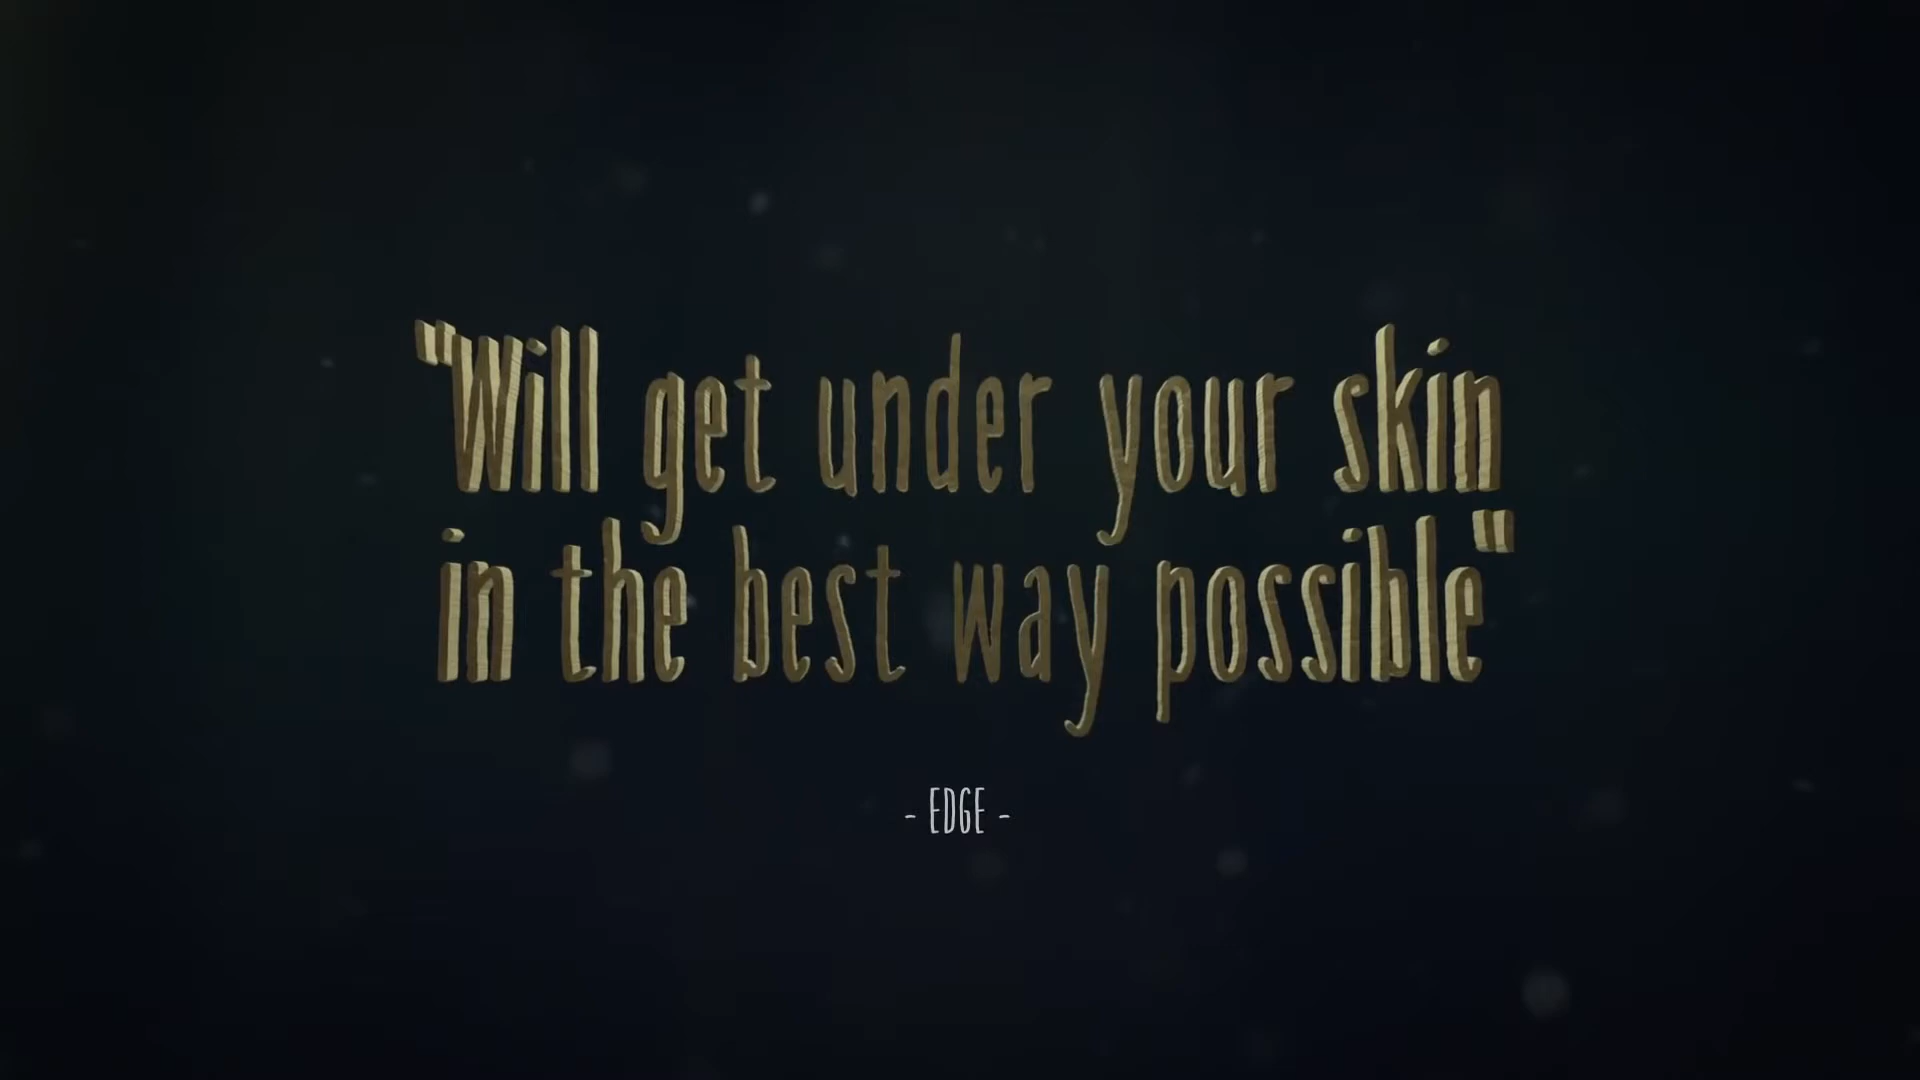 "Will get under your skin
in the best way possible"
- EDGE -